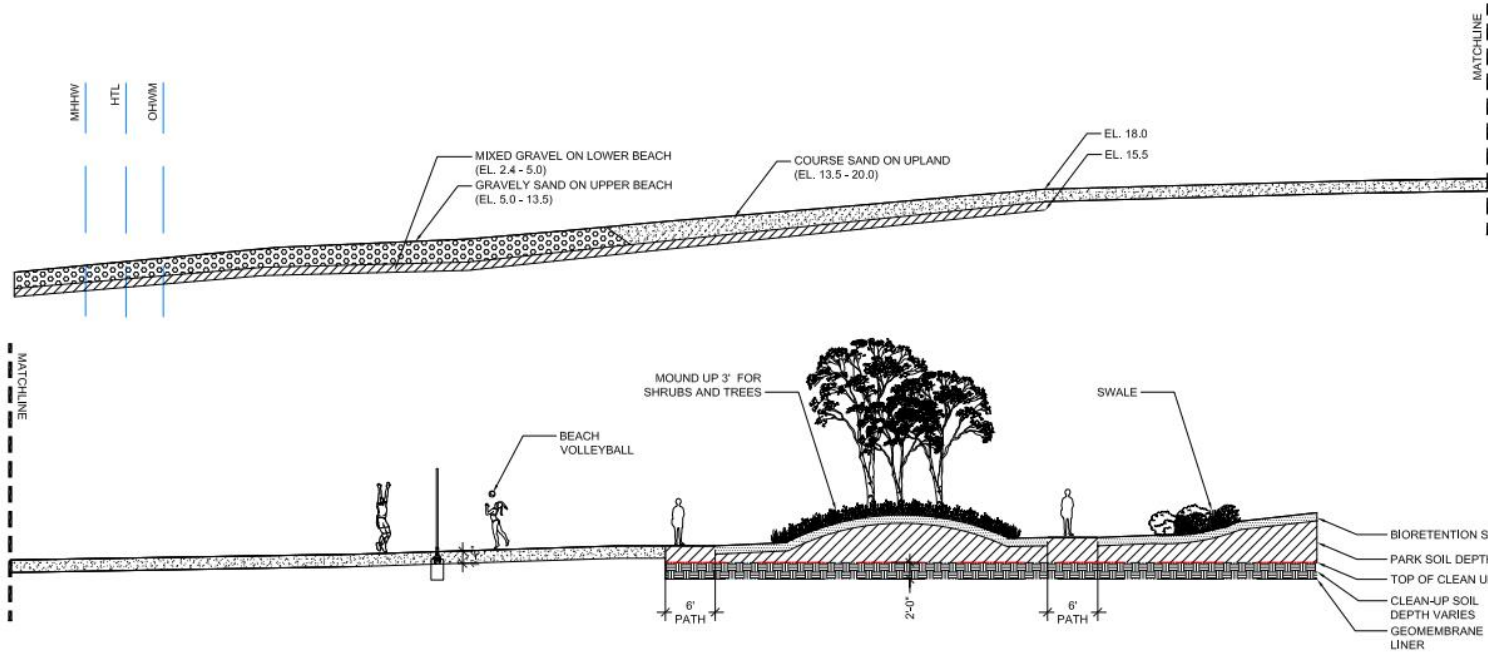 MATCHLINE
MHHW
HTL
OHWM
EL. 18.0
EL. 15.5
MIXED GRAVEL ON LOWER BEACH
(EL. 2.4 - 5.0)
GRAVELY SAND ON UPPER BEACH
(EL. 5.0 - 13.5)
COURSE SAND ON UPLAND
(EL. 13.5 - 20.0)
MATCHLINE
MOUND UP 3' FOR
SHRUBS AND TREES
SWALE
BEACH
VOLLEYBALL
BIORETENTION S
PARK SOIL DEPTH
TOP OF CLEAN U
CLEAN-UP SOIL
DEPTH VARIES
GEOMEMBRANE
LINER
6'
PATH
2'-0"
6'
PATH